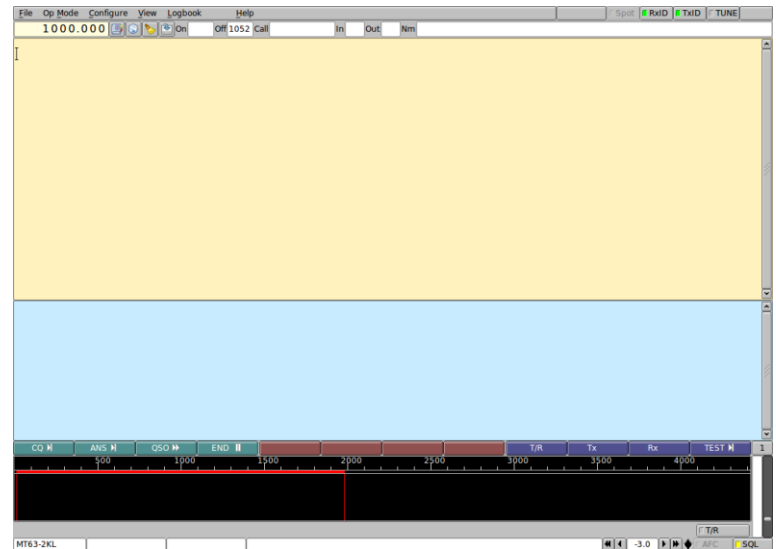 File Op Mode Configure View Logbook Help Spot RxID TxID TUNE
1000.000 On Off 1052 Call In Out Nm
CQ ANS QSO END T/R Tx Rx TEST 1
500 1000 1500 2000 2500 3000 3500 4000
T/R
MT63-2KL -3.0 AFC SQL